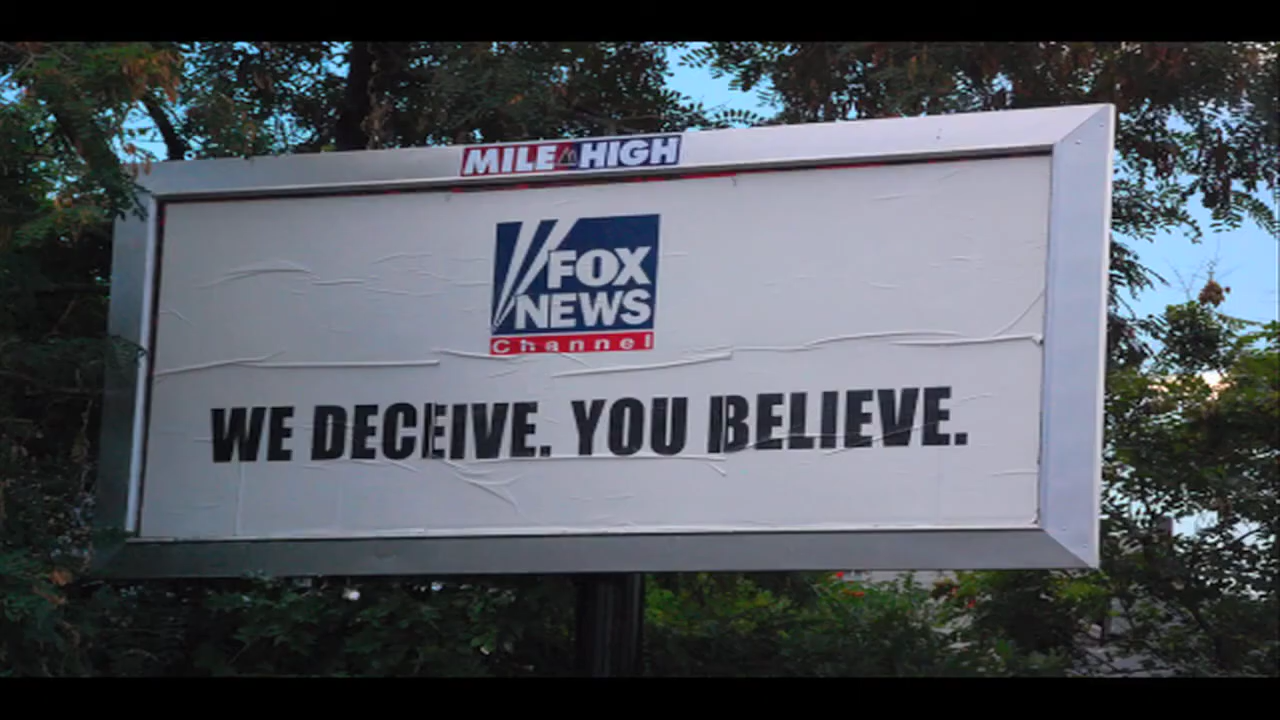 MILE HIGH
FOX
NEWS
Channel
WE DECEIVE. YOU BELIEVE.